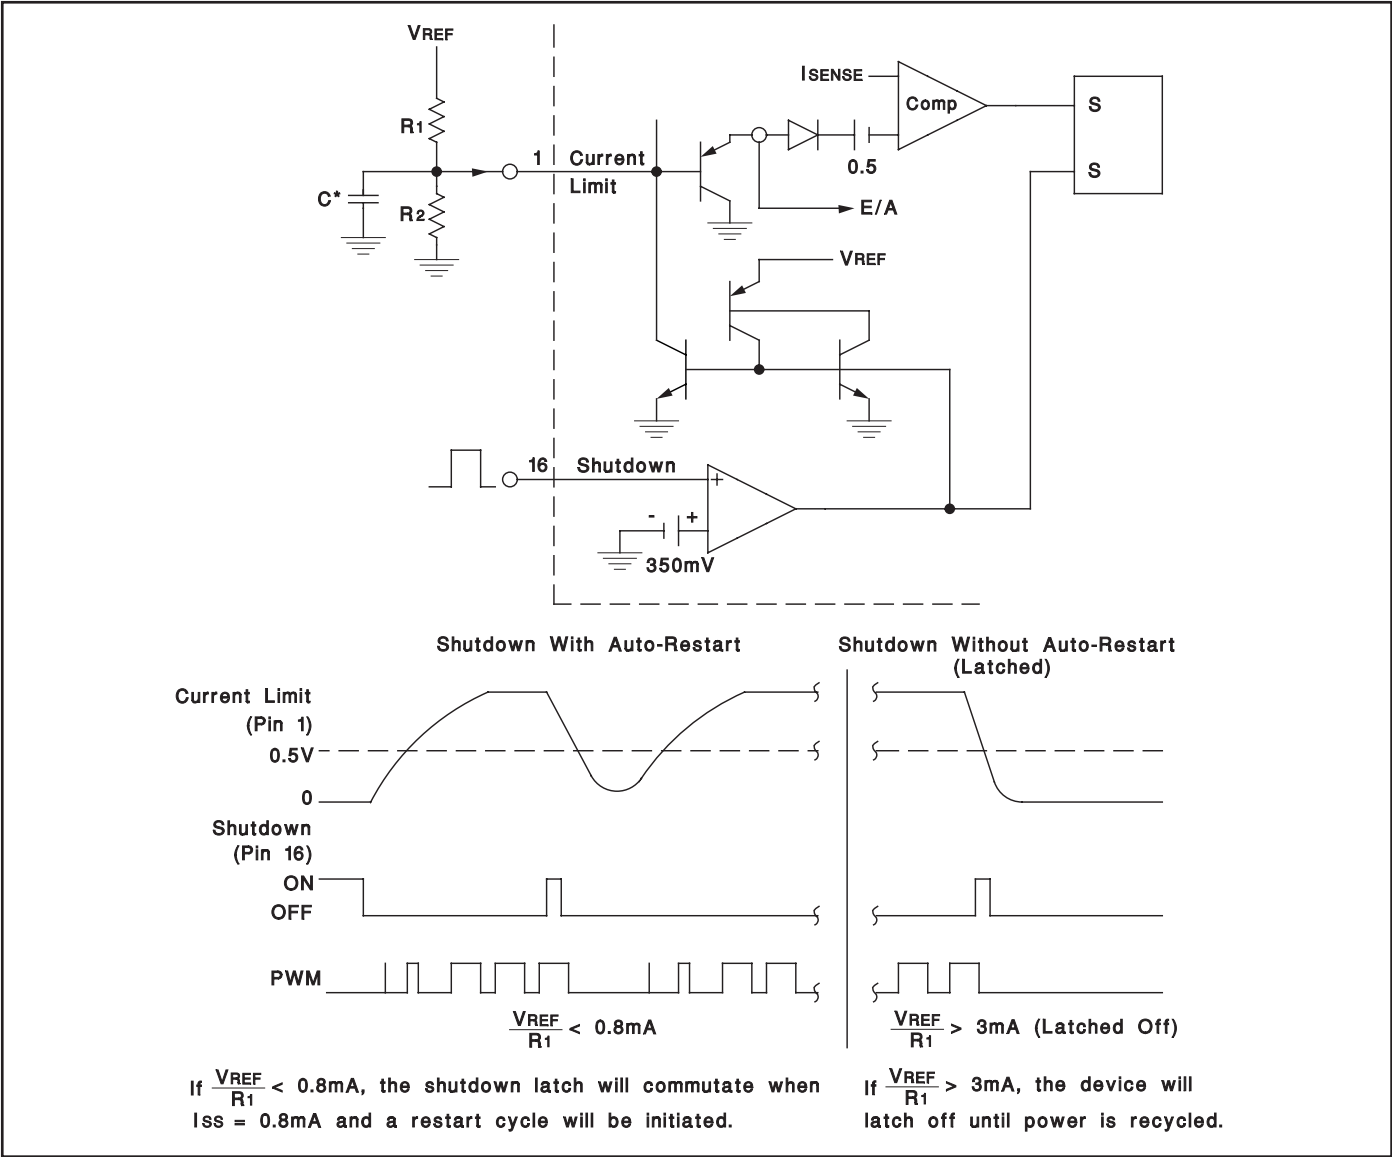 VREF
R1
C*
R2
1 Current
Limit
ISENSE
Comp
S
0.5
S
E/A
VREF
16 Shutdown
+
- +
350mV
Shutdown With Auto-Restart
Shutdown Without Auto-Restart
(Latched)
Current Limit
(Pin 1)
0.5V
0
Shutdown
(Pin 16)
ON
OFF
PWM
VREF
R1
< 0.8mA
VREF
R1
> 3mA (Latched Off)
If VREF/R1 < 0.8mA, the shutdown latch will commutate when
ISS = 0.8mA and a restart cycle will be initiated.
If VREF/R1 > 3mA, the device will
latch off until power is recycled.